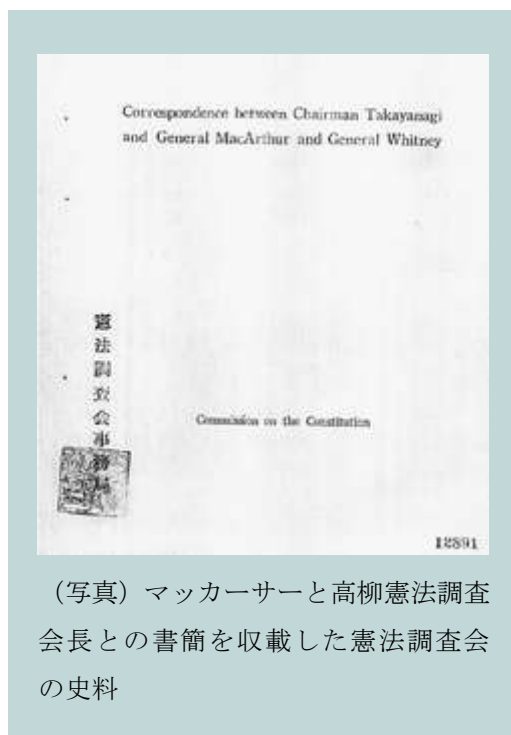 Correspondence between Chairman Takayanagi
and General MacArthur and General Whitney
憲法調査会事務局
Commission on the Constitution
12891
（写真）マッカーサーと高柳憲法調査
会長との書簡を収載した憲法調査会
の史料